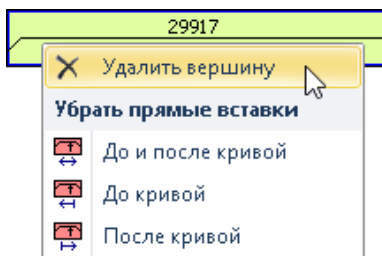 29917
Удалить вершину
Убрать прямые вставки
До и после кривой
До кривой
После кривой